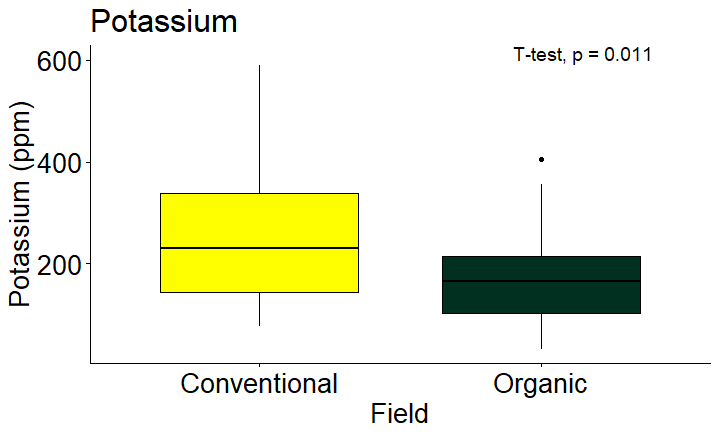 Potassium
T-test, p = 0.011
Potassium (ppm)
600
400
200
Conventional
Organic
Field